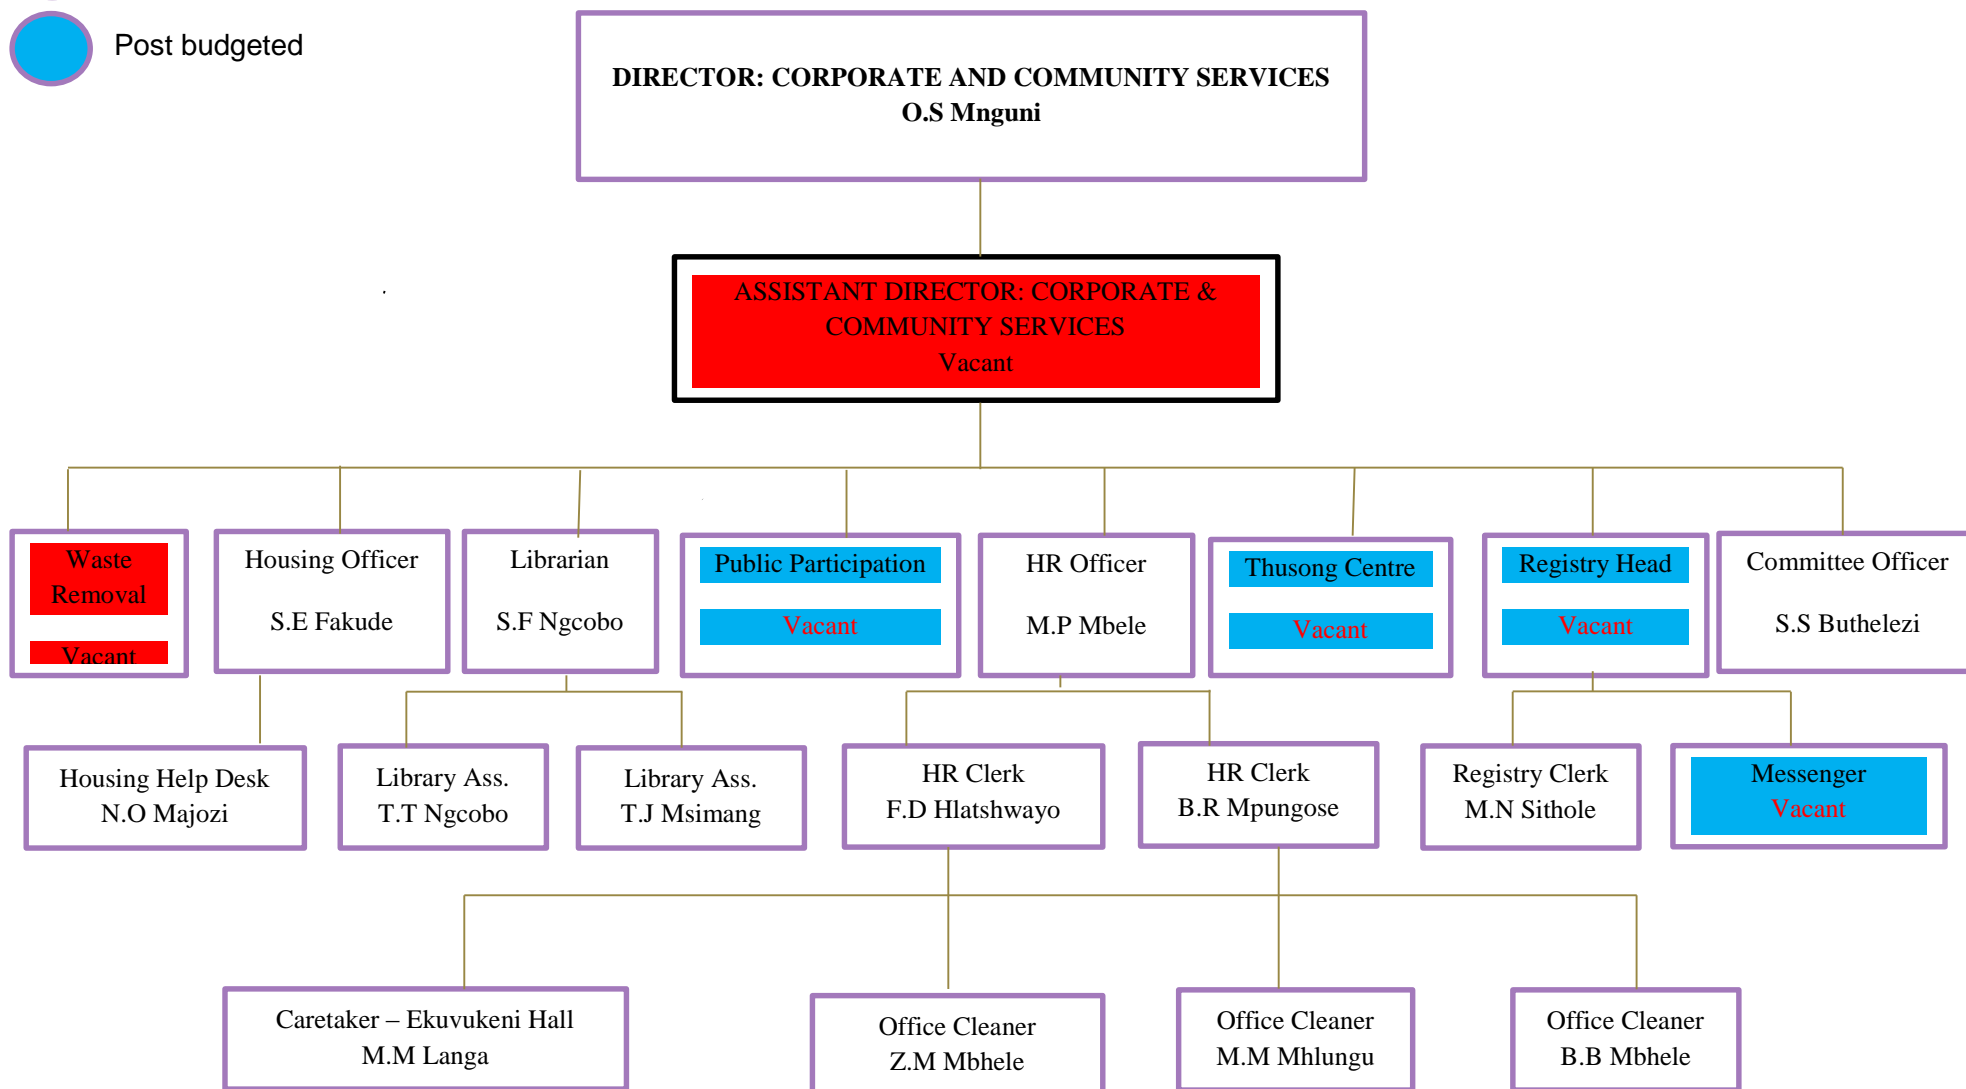 Post budgeted
DIRECTOR: CORPORATE AND COMMUNITY SERVICES
O.S Mnguni
ASSISTANT DIRECTOR: CORPORATE &
COMMUNITY SERVICES
Vacant
Waste
Removal
Vacant
Housing Officer
S.E Fakude
Librarian
S.F Ngcobo
Public Participation
Vacant
HR Officer
M.P Mbele
Thusong Centre
Vacant
Registry Head
Vacant
Committee Officer
S.S Buthelezi
Housing Help Desk
N.O Majozi
Library Ass.
T.T Ngcobo
Library Ass.
T.J Msimang
HR Clerk
F.D Hlatshwayo
HR Clerk
B.R Mpungose
Registry Clerk
M.N Sithole
Messenger
Vacant
Caretaker – Ekuvukeni Hall
M.M Langa
Office Cleaner
Z.M Mbhele
Office Cleaner
M.M Mhlungu
Office Cleaner
B.B Mbhele